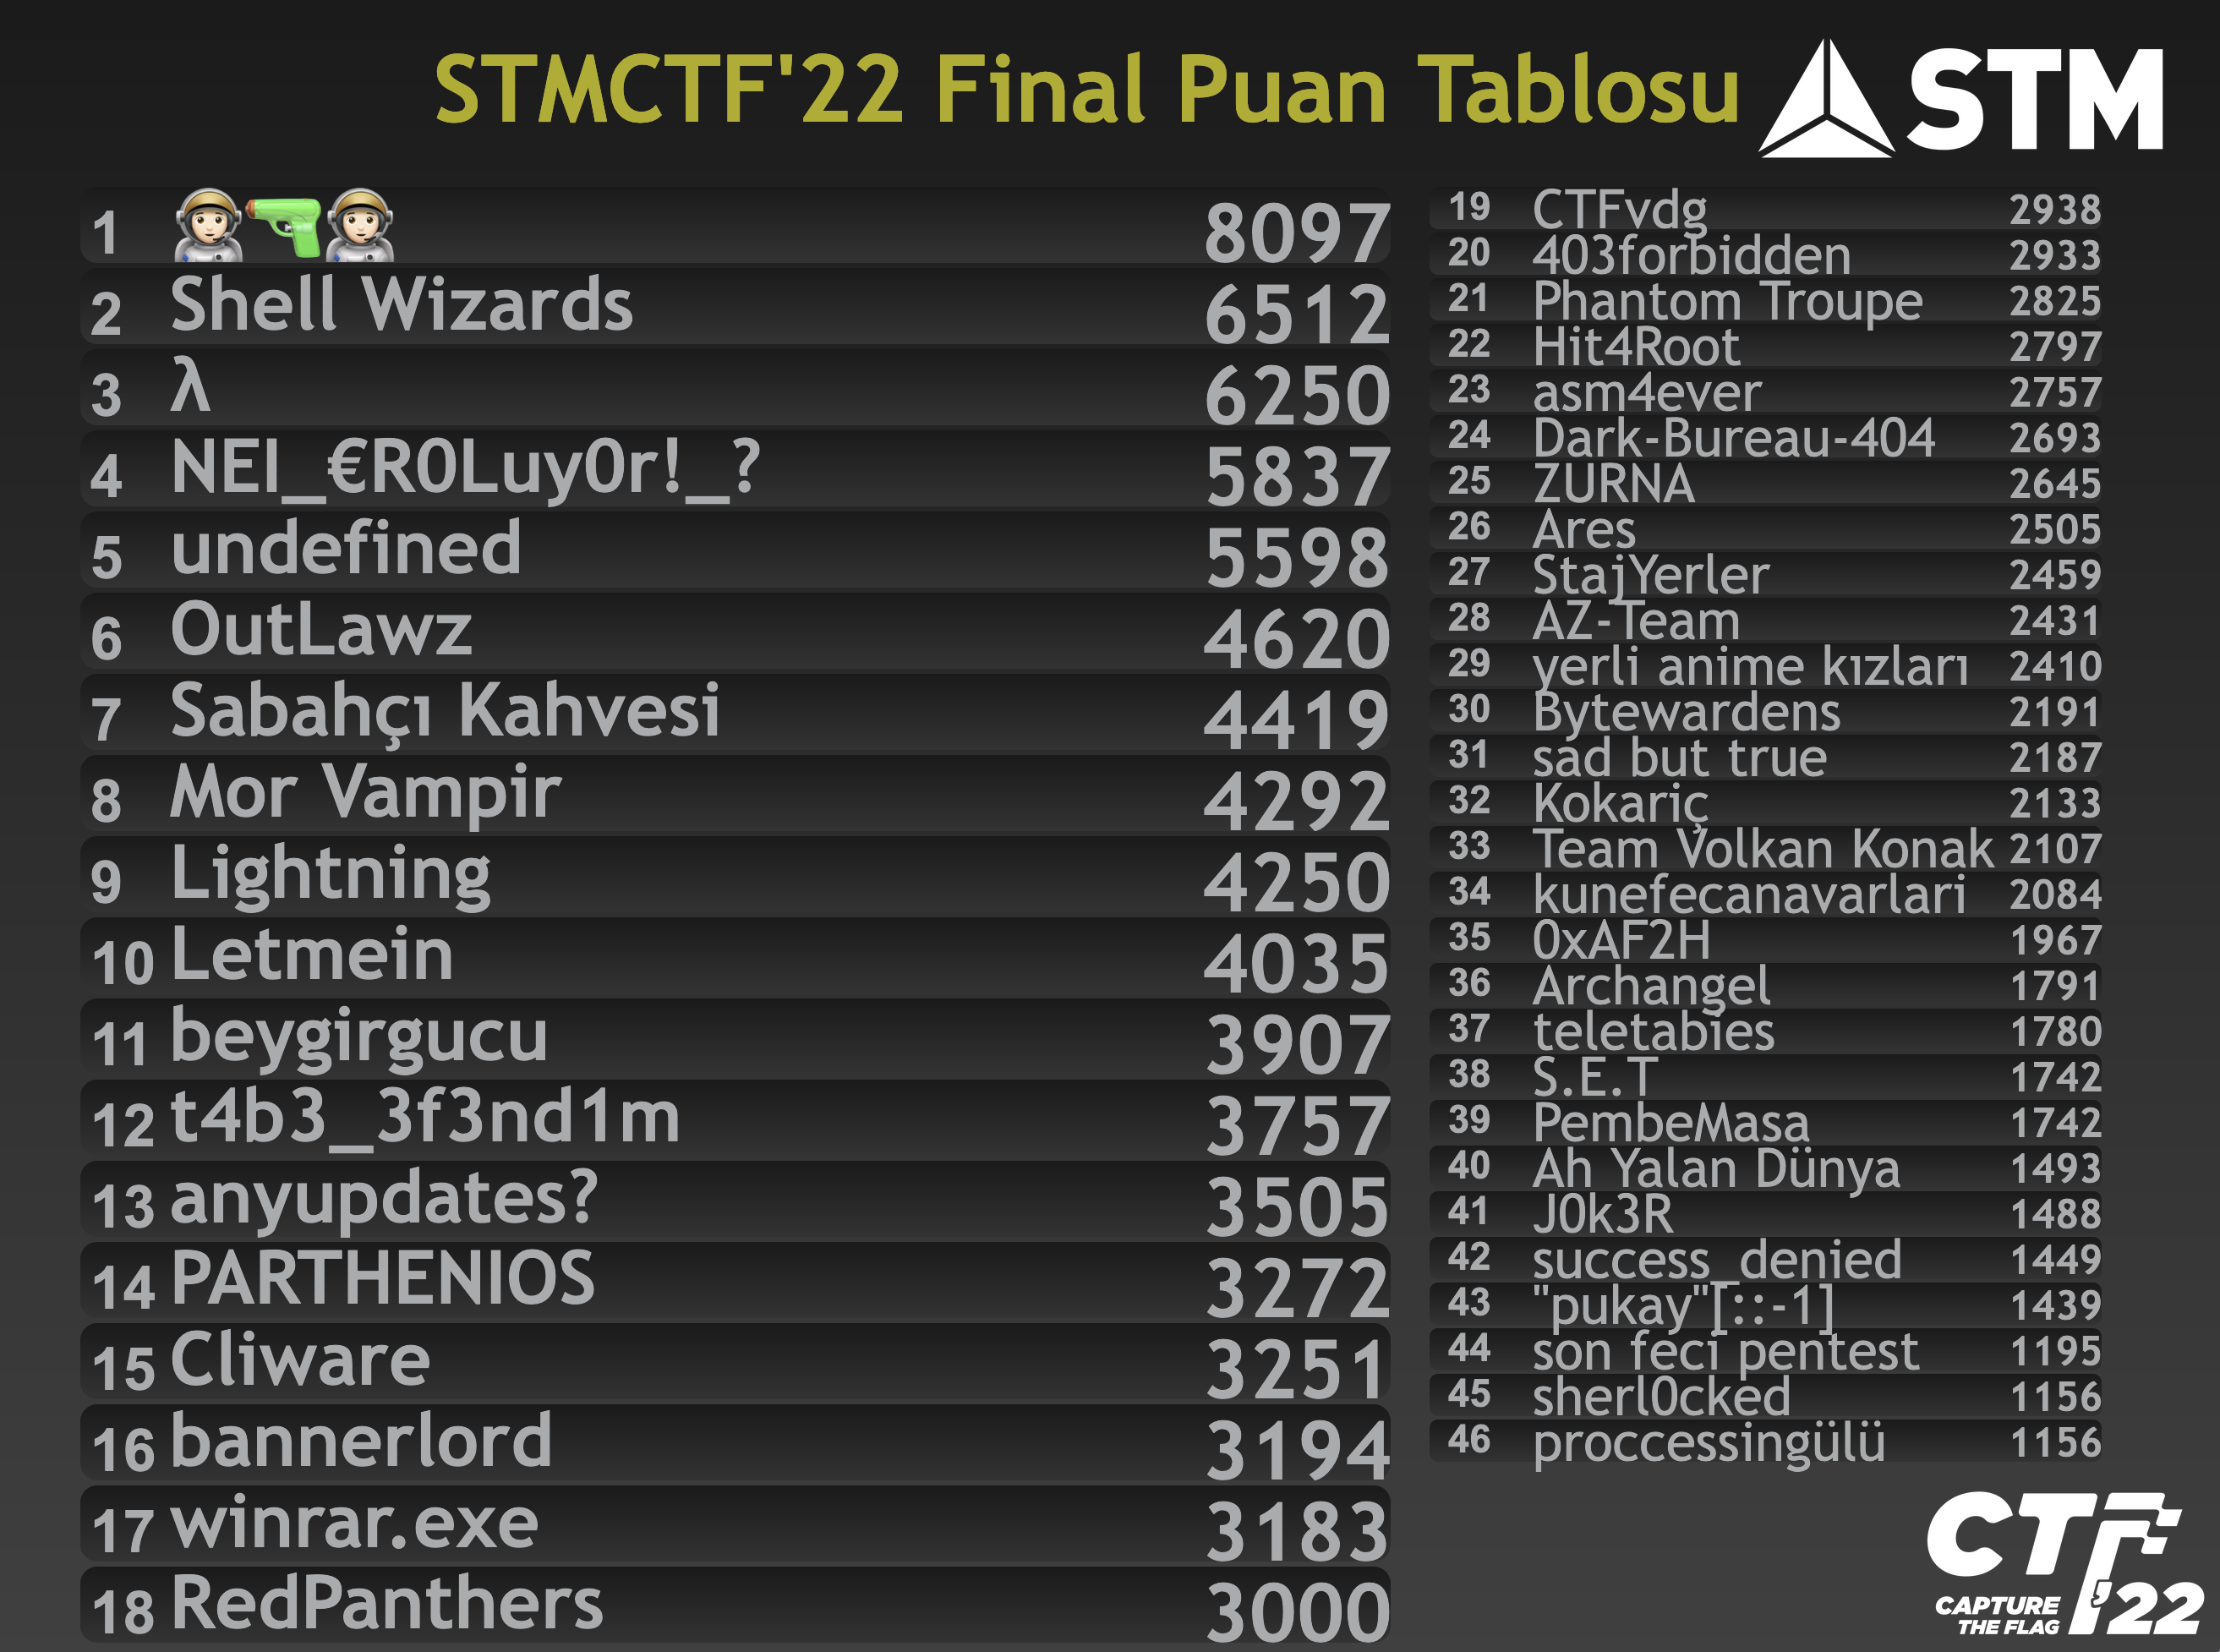 STMCTF'22 Final Puan Tablosu
STM
1 👩🏻‍🚀🔫👩🏻‍🚀 8097
2 Shell Wizards 6512
3 λ 6250
4 NEI_€R0Luy0r!_? 5837
5 undefined 5598
6 OutLawz 4620
7 Sabahçı Kahvesi 4419
8 Mor Vampir 4292
9 Lightning 4250
10 Letmein 4035
11 beygirgucu 3907
12 t4b3_3f3nd1m 3757
13 anyupdates? 3505
14 PARTHENIOS 3272
15 Cliware 3251
16 bannerlord 3194
17 winrar.exe 3183
18 RedPanthers 3000
19 CTFvdg 2938
20 403forbidden 2933
21 Phantom Troupe 2825
22 Hit4Root 2797
23 asm4ever 2757
24 Dark-Bureau-404 2693
25 ZURNA 2645
26 Ares 2505
27 StajYerler 2459
28 AZ-Team 2431
29 yerli anime kızları 2410
30 Bytewardens 2191
31 sad but true 2187
32 Kokariç 2133
33 Team Volkan Konak 2107
34 kunefecanavarlari 2084
35 0xAF2H 1967
36 Archangel 1791
37 teletabies 1780
38 S.E.T 1742
39 PembeMasa 1742
40 Ah Yalan Dünya 1493
41 J0k3R 1488
42 success_denied 1449
43 "pukay"[::-1] 1439
44 son feci pentest 1195
45 sherl0cked 1156
46 proccessingülü 1156
CTF'22
CAPTURE
THE FLAG